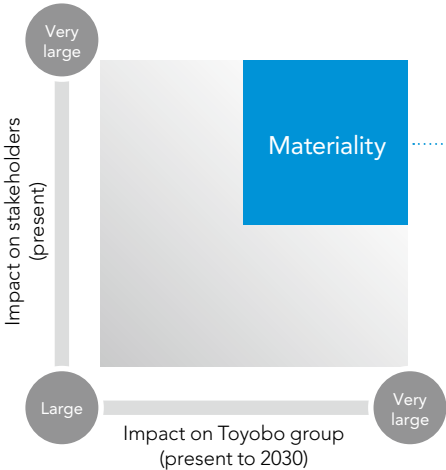 Very
large
Materiality
Impact on stakeholders
(present)
Large
Very
large
Impact on Toyobo group
(present to 2030)